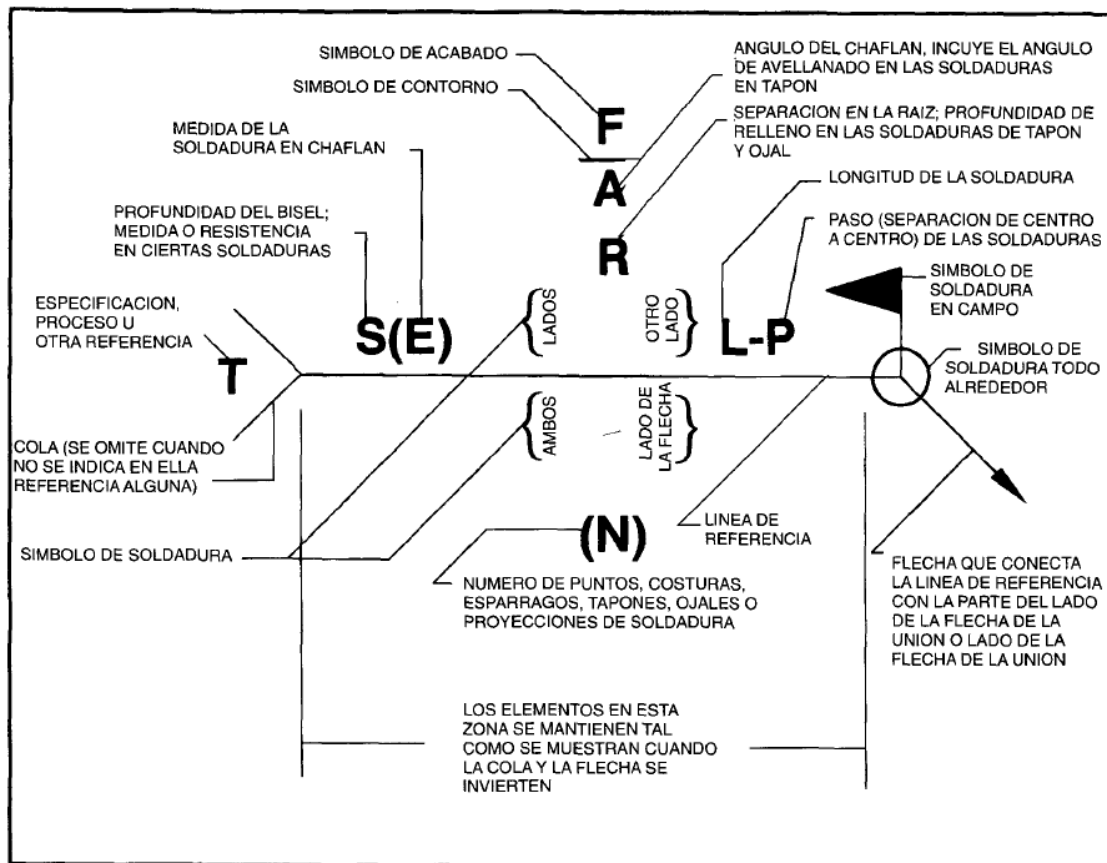 SIMBOLO DE ACABADO
SIMBOLO DE CONTORNO
MEDIDA DE LA
SOLDADURA EN CHAFLAN
PROFUNDIDAD DEL BISEL;
MEDIDA O RESISTENCIA
EN CIERTAS SOLDADURAS
ESPECIFICACION,
PROCESO U
OTRA REFERENCIA
F
A
R
ANGULO DEL CHAFLAN, INCUYE EL ANGULO
DE AVELLANADO EN LAS SOLDADURAS
EN TAPON
SEPARACION EN LA RAIZ; PROFUNDIDAD DE
RELLENO EN LAS SOLDADURAS DE TAPON
Y OJAL
LONGITUD DE LA SOLDADURA
PASO (SEPARACION DE CENTRO
A CENTRO) DE LAS SOLDADURAS
SIMBOLO DE
SOLDADURA
EN CAMPO
SIMBOLO DE
SOLDADURA TODO
ALREDEDOR
T
S(E)
LADOS
OTRO
LADO
L-P
AMBOS
LADO DE
LA FLECHA
COLA (SE OMITE CUANDO
NO SE INDICA EN ELLA
REFERENCIA ALGUNA)
SIMBOLO DE SOLDADURA
(N)
NUMERO DE PUNTOS, COSTURAS,
ESPARRAGOS, TAPONES, OJALES O
PROYECCIONES DE SOLDADURA
LINEA DE
REFERENCIA
FLECHA QUE CONECTA
LA LINEA DE REFERENCIA
CON LA PARTE DEL LADO
DE LA FLECHA DE LA
UNION O LADO DE LA
FLECHA DE LA UNION
LOS ELEMENTOS EN ESTA
ZONA SE MANTIENEN TAL
COMO SE MUESTRAN CUANDO
LA COLA Y LA FLECHA SE
INVIERTEN